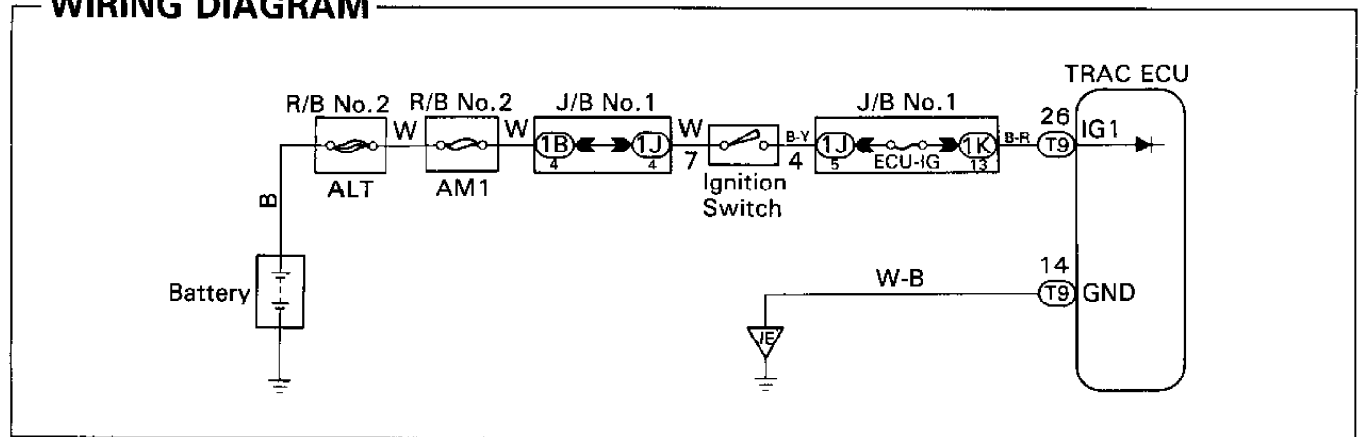 WIRING DIAGRAM
TRAC ECU
R/B No.2 R/B No.2 J/B No.1 J/B No.1
W W W B-Y B-R 26 IG1
1B 1J 1J 1K T9
4 4 7 4 5 ECU-IG 13
ALT AM1 Ignition
Switch
B
Battery
W-B 14
T9 GND
IE